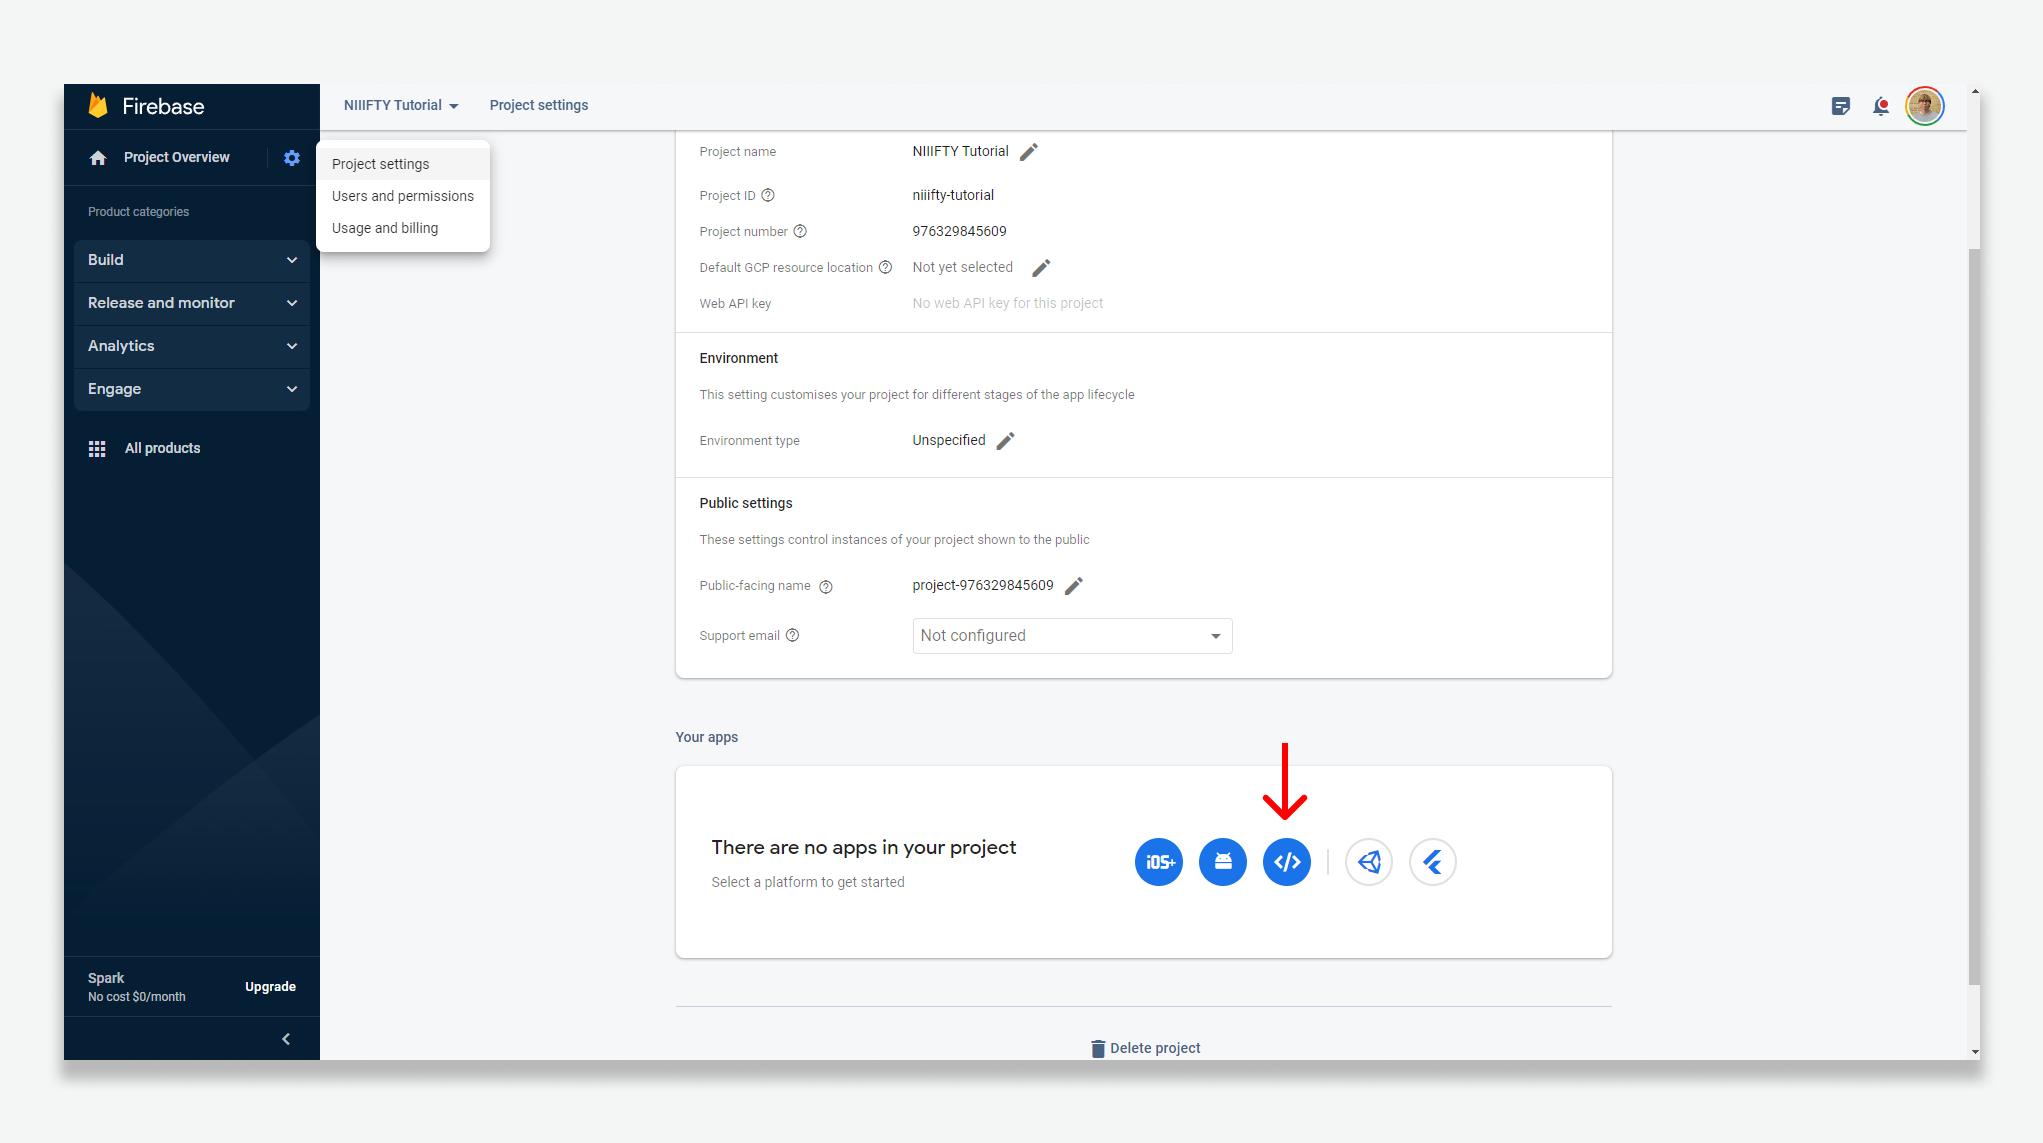 Firebase
NIIIFTY Tutorial
Project settings
Project Overview
Project settings
Users and permissions
Usage and billing
Product categories
Build
Release and monitor
Analytics
Engage
All products
Spark
No cost $0/month
Upgrade
Project name
NIIIFTY Tutorial
Project ID
niiifty-tutorial
Project number
976329845609
Default GCP resource location
Not yet selected
Web API key
No web API key for this project
Environment
This setting customises your project for different stages of the app lifecycle
Environment type
Unspecified
Public settings
These settings control instances of your project shown to the public
Public-facing name
project-976329845609
Support email
Not configured
Your apps
There are no apps in your project
Select a platform to get started
iOS+
</>
Delete project